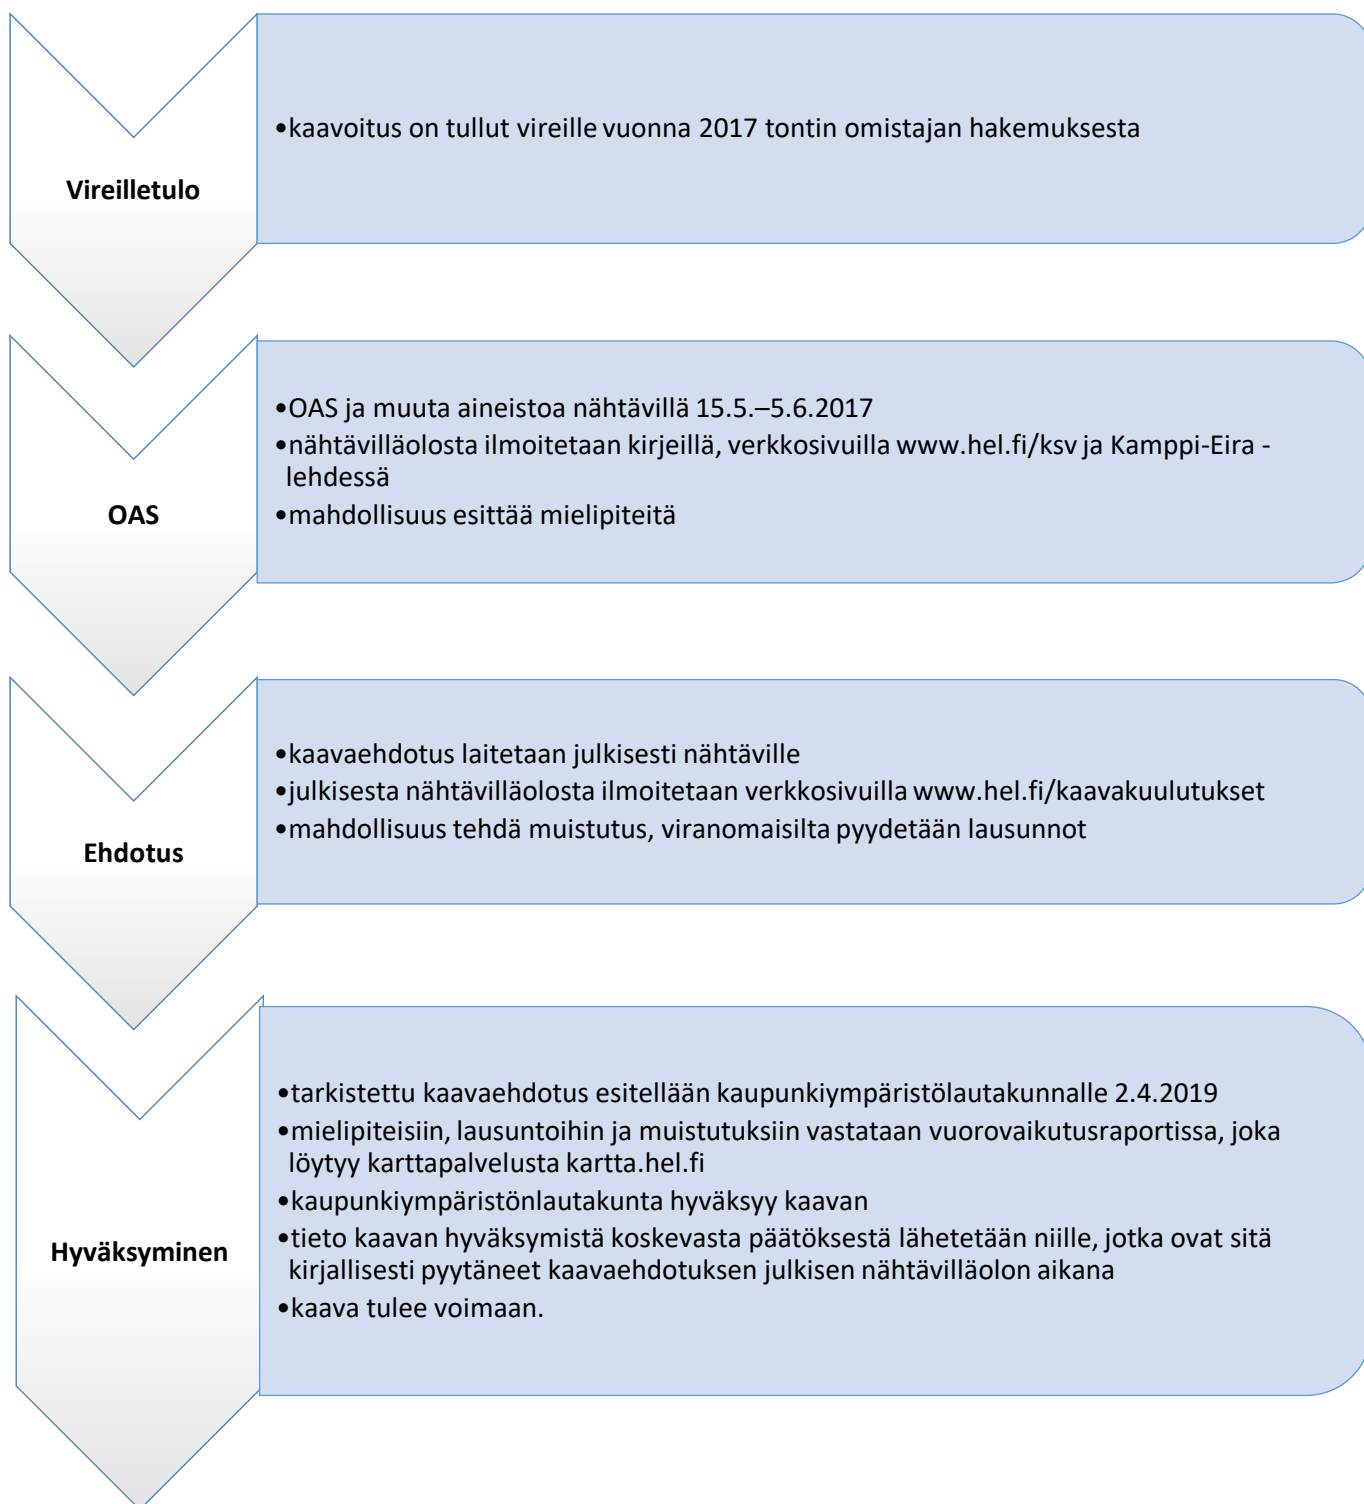 Vireilletulo
•kaavoitus on tullut vireille vuonna 2017 tontin omistajan hakemuksesta
OAS
•OAS ja muuta aineistoa nähtävillä 15.5.–5.6.2017
•nähtävilläolosta ilmoitetaan kirjeillä, verkkosivuilla www.hel.fi/ksv ja Kamppi-Eira -
lehdessä
•mahdollisuus esittää mielipiteitä
Ehdotus
•kaavaehdotus laitetaan julkisesti nähtäville
•julkisesta nähtävilläolosta ilmoitetaan verkkosivuilla www.hel.fi/kaavakuulutukset
•mahdollisuus tehdä muistutus, viranomaisilta pyydetään lausunnot
Hyväksyminen
•tarkistettu kaavaehdotus esitellään kaupunkiympäristölautakunnalle 2.4.2019
•mielipiteisiin, lausuntoihin ja muistutuksiin vastataan vuorovaikutusraportissa, joka
löytyy karttapalvelusta kartta.hel.fi
•kaupunkiympäristönlautakunta hyväksyy kaavan
•tieto kaavan hyväksymistä koskevasta päätöksestä lähetetään niille, jotka ovat sitä
kirjallisesti pyytäneet kaavaehdotuksen julkisen nähtävilläolon aikana
•kaava tulee voimaan.